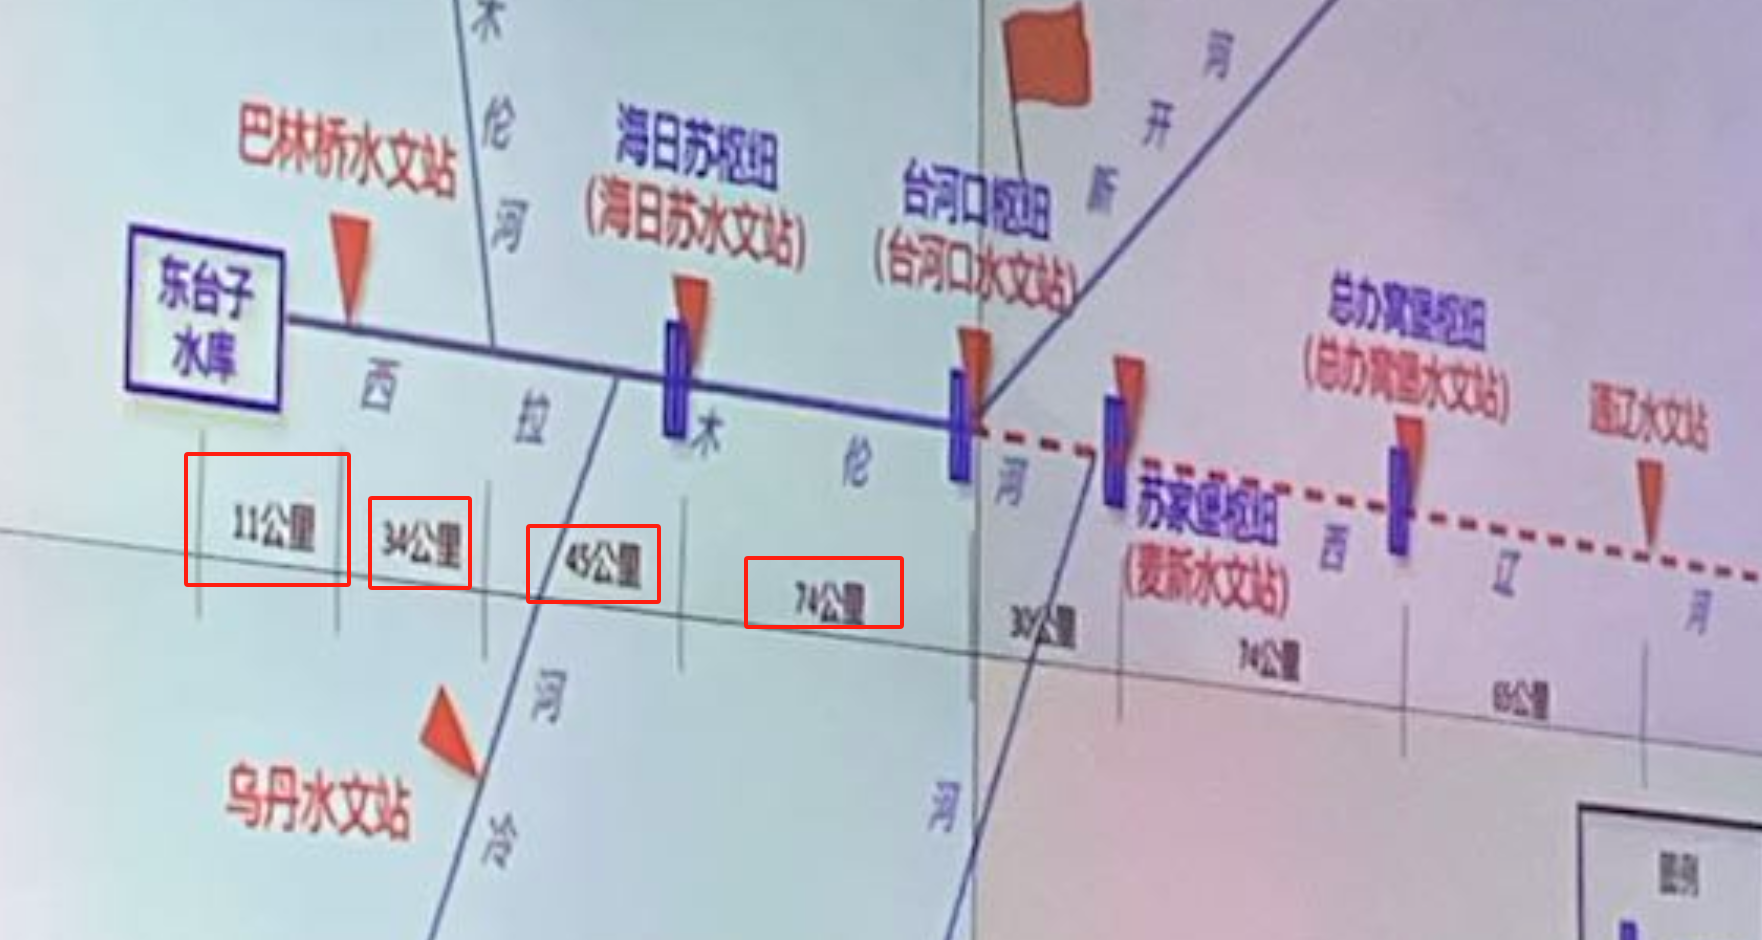 木
伦
河
巴林桥水文站
海日苏枢纽
(海日苏水文站)
台河口枢纽
(台河口水文站)
河
开
新
东台子
水库
总办窝堡枢纽
(总办窝堡水文站)
通辽水文站
西
拉
木
伦
河
苏家堡枢纽
(麦新水文站)
西
辽
河
11公里
34公里
45公里
74公里
30公里
74公里
65公里
河
冷
乌丹水文站
河
图例